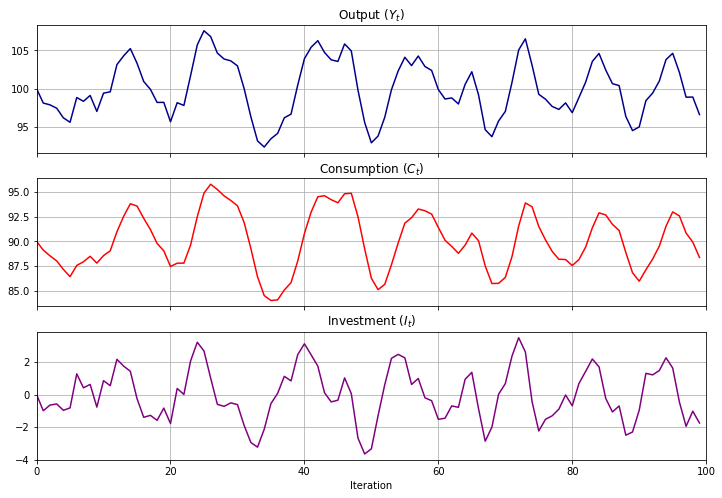 Output (Y_t)
105
100
95
Consumption (C_t)
95.0
92.5
90.0
87.5
85.0
Investment (I_t)
2
0
−2
−4
0 20 40 60 80 100
Iteration